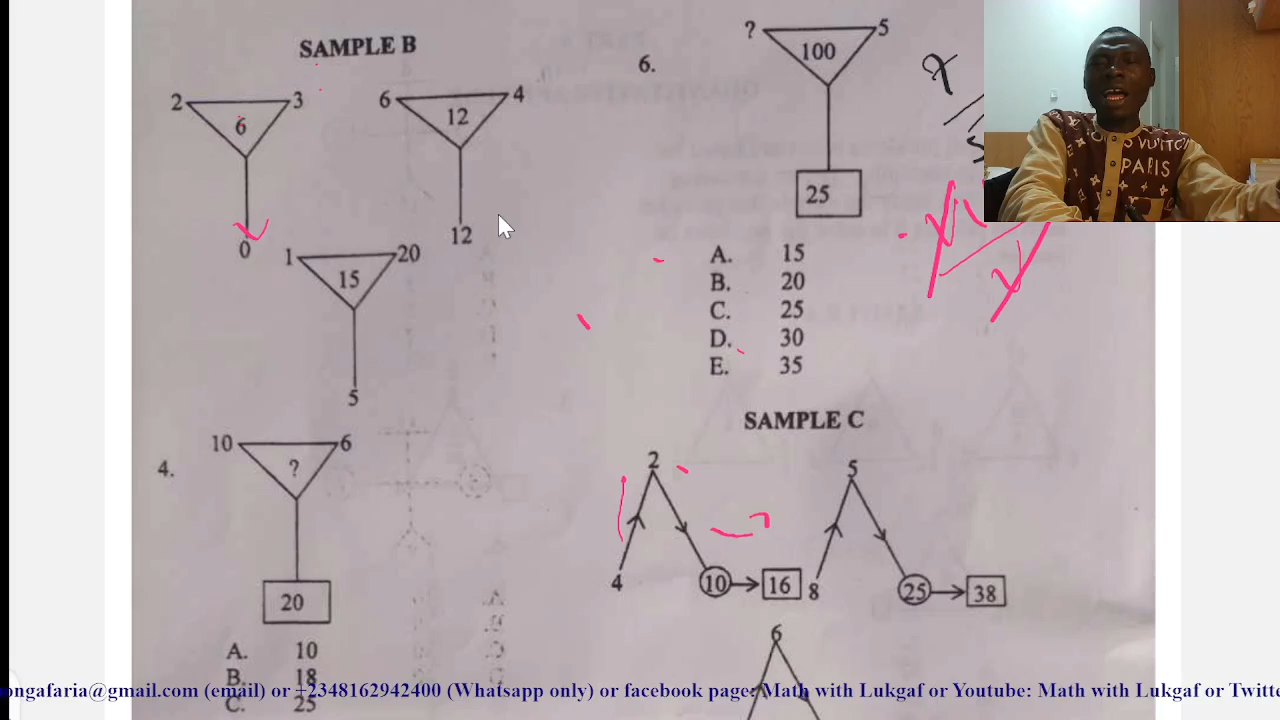 SAMPLE B
2 3
6
0
6 4
12
12
1 20
15
5
4.
10 6
?
20
A. 10
B. 18
C. 25
6.
? 5
100
25
A. 15
B. 20
C. 25
D. 30
E. 35
SAMPLE C
2
4 10 16
5
8 25 38
6
PARIS
ongafaria@gmail.com (email) or +2348162942400 (Whatsapp only) or facebook page: Math with Lukgaf or Youtube: Math with Lukgaf or Twitte